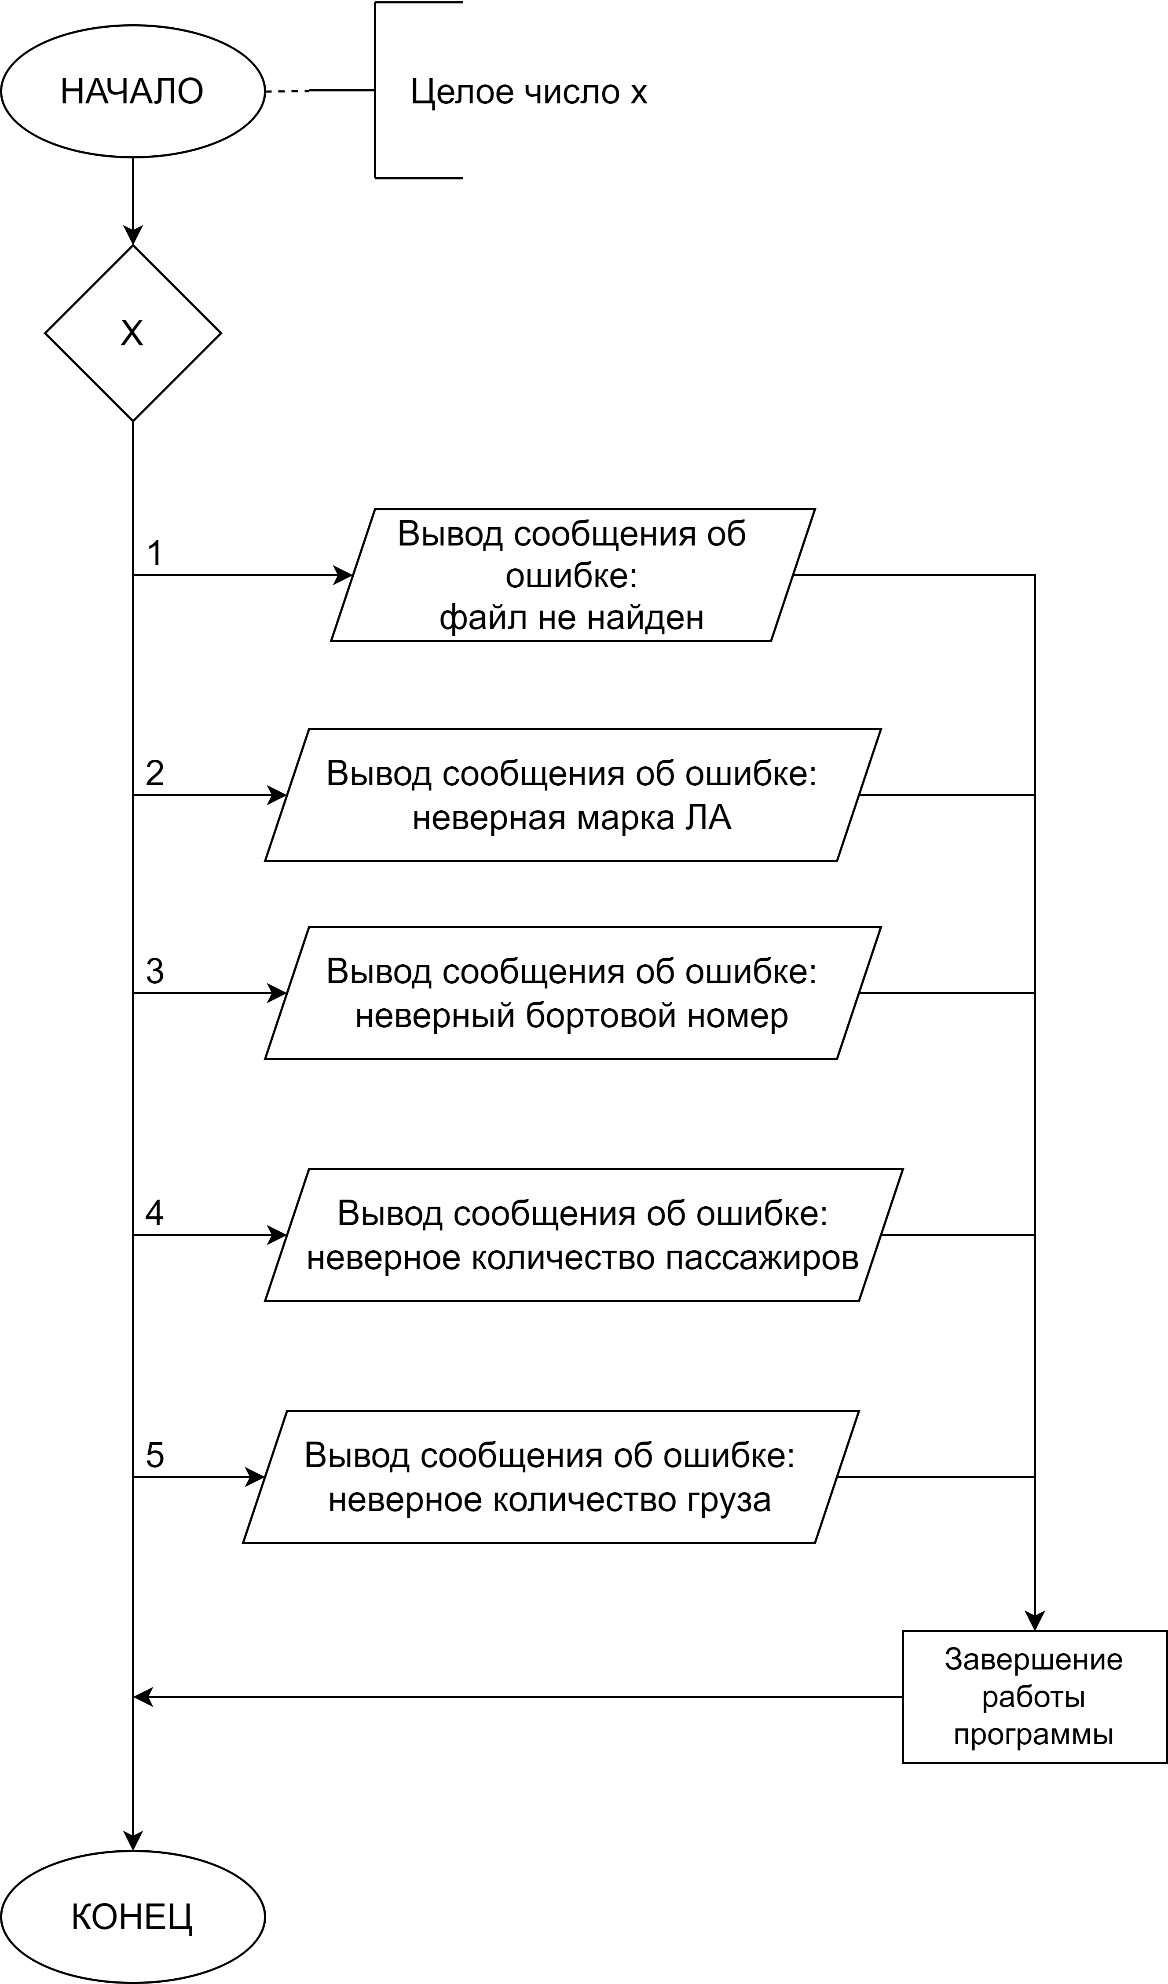 НАЧАЛО
Целое число x
X
1
Вывод сообщения об
ошибке:
файл не найден
2
Вывод сообщения об ошибке:
неверная марка ЛА
3
Вывод сообщения об ошибке:
неверный бортовой номер
4
Вывод сообщения об ошибке:
неверное количество пассажиров
5
Вывод сообщения об ошибке:
неверное количество груза
Завершение
работы
программы
КОНЕЦ